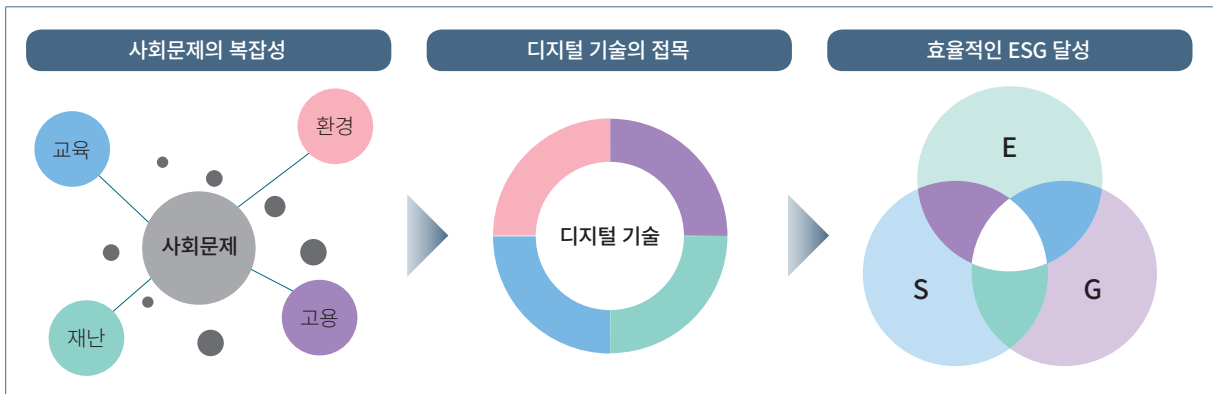 사회문제의 복잡성
디지털 기술의 접목
효율적인 ESG 달성
교육
환경
사회문제
재난
고용
디지털 기술
E
S
G